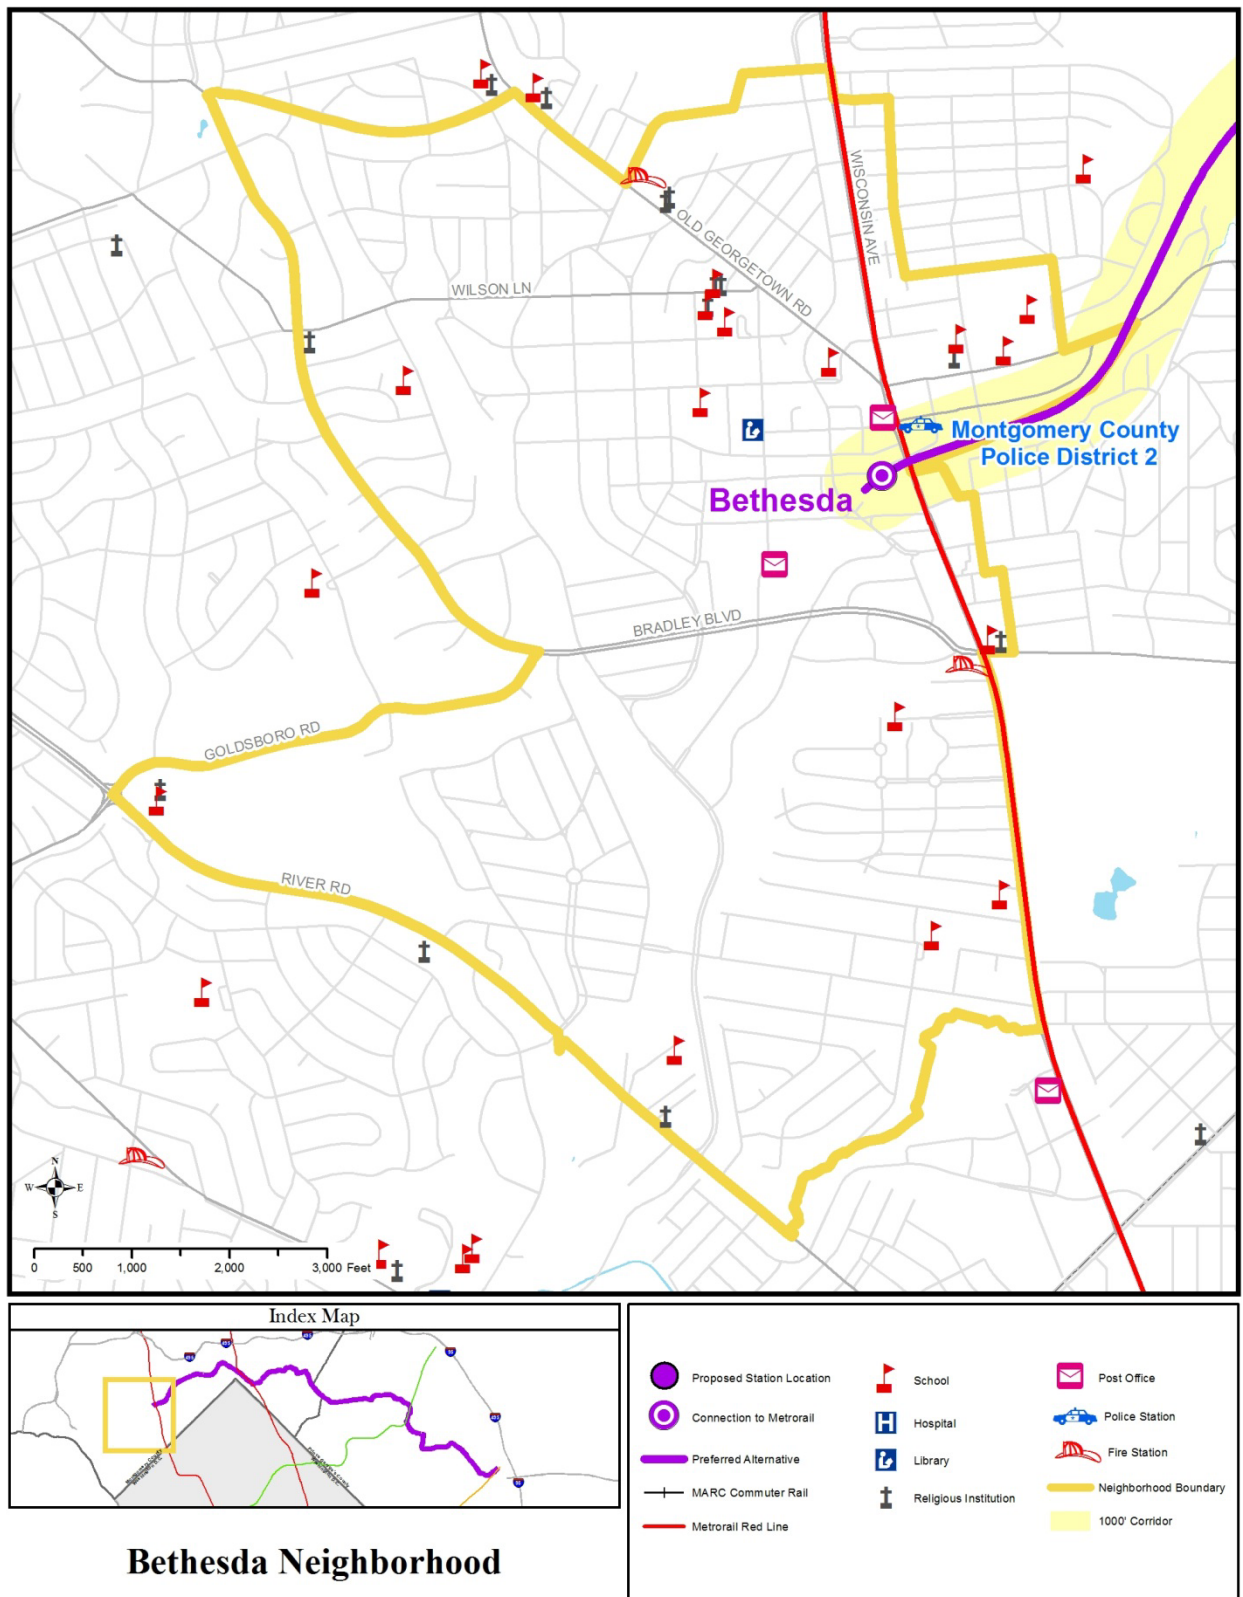 WISCONSIN AVE
OLD GEORGETOWN RD
WILSON LN
Montgomery County
Police District 2
Bethesda
BRADLEY BLVD
GOLDSBORO RD
RIVER RD
N
W E
S
0 500 1,000 2,000 3,000 Feet
Index Map
Proposed Station Location
Connection to Metrorail
Preferred Alternative
MARC Commuter Rail
Metrorail Red Line
School
Hospital
Library
Religious Institution
Post Office
Police Station
Fire Station
Neighborhood Boundary
1000' Corridor
Bethesda Neighborhood